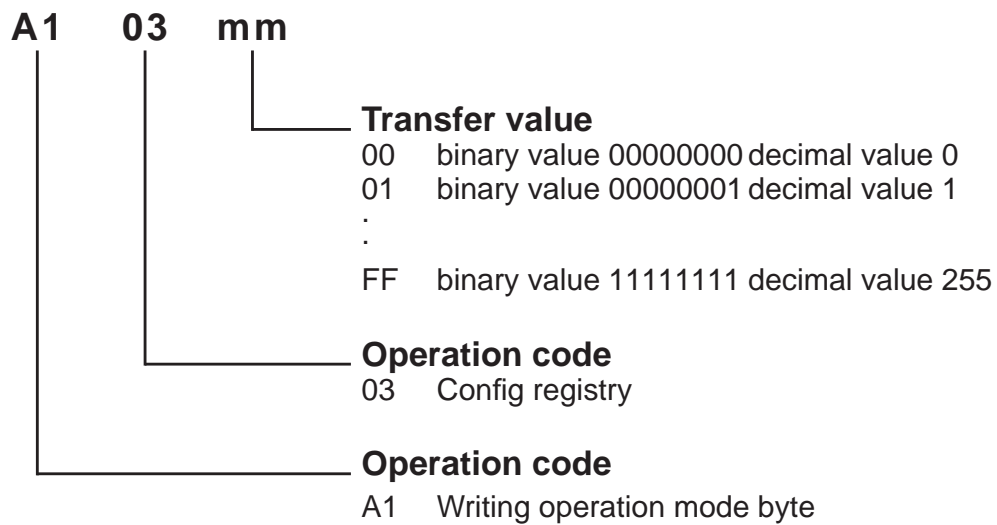 A1 03 mm
Transfer value
00 binary value 00000000 decimal value 0
01 binary value 00000001 decimal value 1
.
.
FF binary value 11111111 decimal value 255
Operation code
03 Config registry
Operation code
A1 Writing operation mode byte